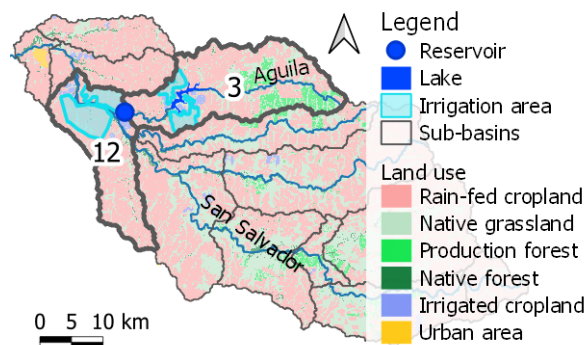 Legend
Reservoir
Lake
Irrigation area
Sub-basins
Land use
Rain-fed cropland
Native grassland
Production forest
Native forest
Irrigated cropland
Urban area
Aguila
3
12
San Salvador
0 5 10 km